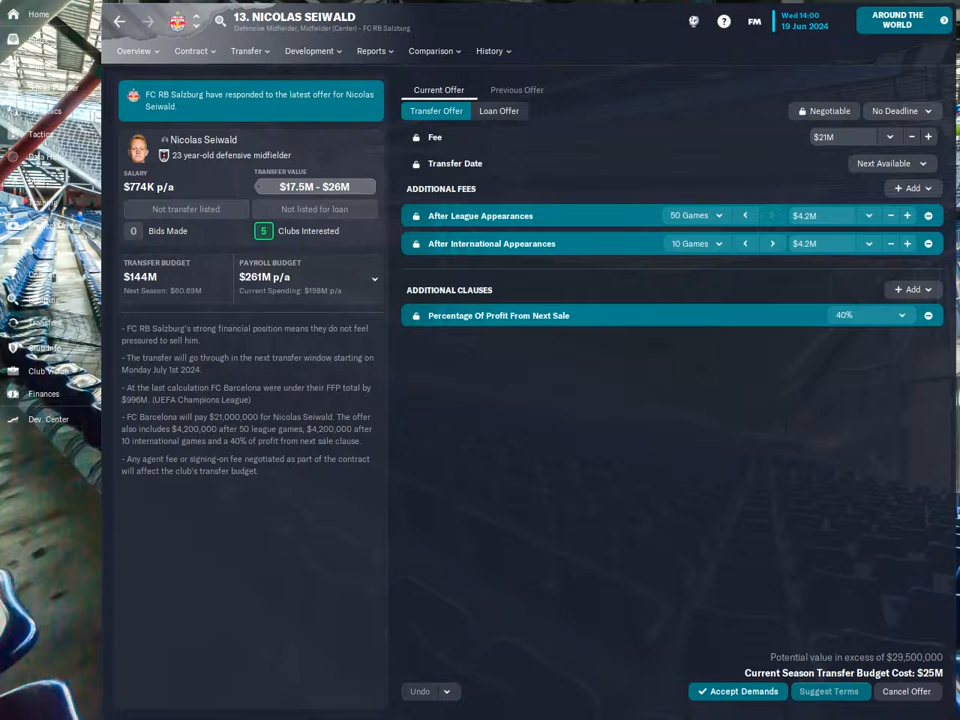 Home
13. NICOLAS SEIWALD
Defensive Midfielder, Midfielder (Center) - FC RB Salzburg
FM
Wed 14:00
19 Jun 2024
AROUND THE
WORLD
Overview
Contract
Transfer
Development
Reports
Comparison
History
Tactics
Transfers
Club Info
Club Vision
Finances
Dev. Center
FC RB Salzburg have responded to the latest offer for Nicolas
Seiwald.
Nicolas Seiwald
23 year-old defensive midfielder
SALARY
$774K p/a
TRANSFER VALUE
$17.5M - $26M
Not transfer listed
Not listed for loan
0 Bids Made
5 Clubs Interested
TRANSFER BUDGET
$144M
Next Season: $60.69M
PAYROLL BUDGET
$261M p/a
Current Spending: $198M p/a
- FC RB Salzburg's strong financial position means they do not feel
pressured to sell him.
- The transfer will go through in the next transfer window starting on
Monday July 1st 2024.
- At the last calculation FC Barcelona were under their FFP total by
$996M. (UEFA Champions League)
- FC Barcelona will pay $21,000,000 for Nicolas Seiwald. The offer
also includes $4,200,000 after 50 league games, $4,200,000 after
10 international games and a 40% of profit from next sale clause.
- Any agent fee or signing-on fee negotiated as part of the contract
will affect the club's transfer budget.
Current Offer
Previous Offer
Transfer Offer
Loan Offer
Negotiable
No Deadline
Fee
$21M
Transfer Date
Next Available
ADDITIONAL FEES
Add
After League Appearances
50 Games
$4.2M
After International Appearances
10 Games
$4.2M
ADDITIONAL CLAUSES
Add
Percentage Of Profit From Next Sale
40%
Potential value in excess of $29,500,000
Current Season Transfer Budget Cost: $25M
Undo
Accept Demands
Suggest Terms
Cancel Offer